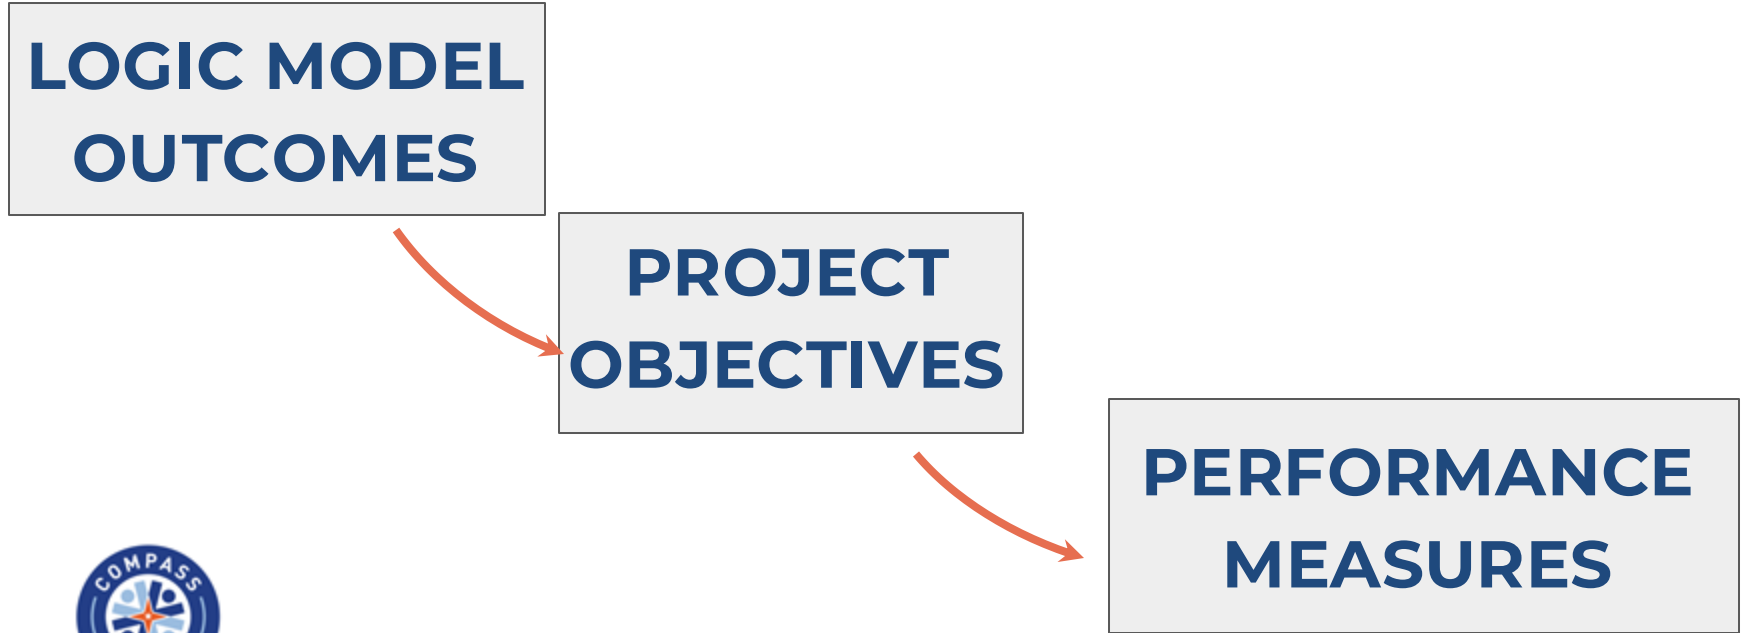 LOGIC MODEL
OUTCOMES
PROJECT
OBJECTIVES
PERFORMANCE
MEASURES
COMPASS